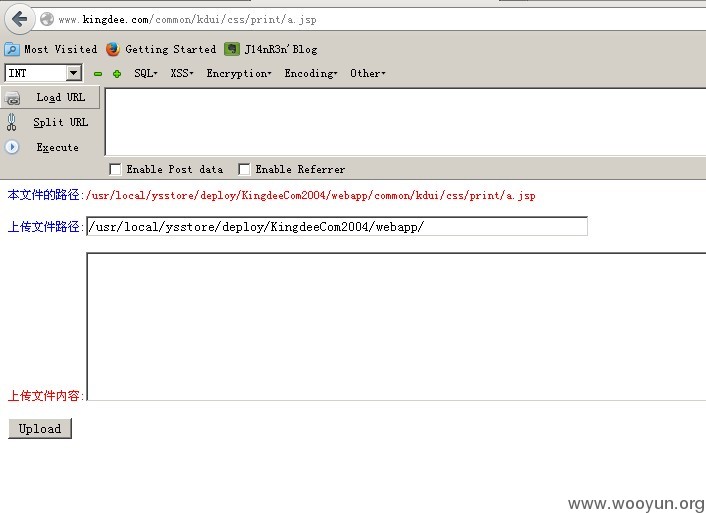 www.kingdee.com/common/kdui/css/print/a.jsp
Most Visited Getting Started J14nR3n'Blog
INT SQL XSS Encryption Encoding Other
Load URL
Split URL
Execute
Enable Post data Enable Referrer
本文件的路径:/usr/local/ysstore/deploy/KingdeeCom2004/webapp/common/kdui/css/print/a.jsp
上传文件路径:/usr/local/ysstore/deploy/KingdeeCom2004/webapp/
上传文件内容:
Upload
www.wooyun.org